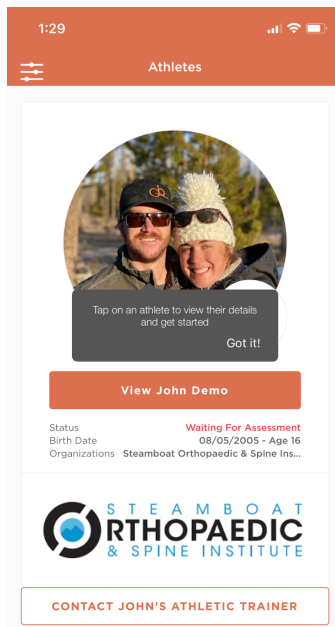 1:29
Athletes
Tap on an athlete to view their details
and get started
Got it!
View John Demo
Status Waiting For Assessment
Birth Date 08/05/2005 - Age 16
Organizations Steamboat Orthopaedic & Spine Ins...
STEAMBOAT
ORTHOPAEDIC
& SPINE INSTITUTE
CONTACT JOHN'S ATHLETIC TRAINER